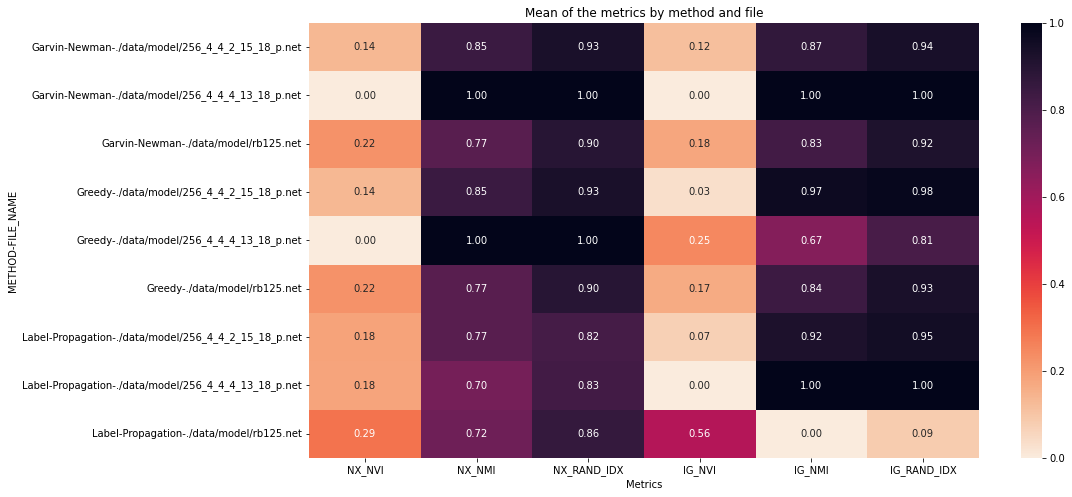 Mean of the metrics by method and file
METHOD-FILE_NAME
Garvin-Newman-./data/model/256_4_4_2_15_18_p.net 0.14 0.85 0.93 0.12 0.87 0.94
Garvin-Newman-./data/model/256_4_4_4_13_18_p.net 0.00 1.00 1.00 0.00 1.00 1.00
Garvin-Newman-./data/model/rb125.net 0.22 0.77 0.90 0.18 0.83 0.92
Greedy-./data/model/256_4_4_2_15_18_p.net 0.14 0.85 0.93 0.03 0.97 0.98
Greedy-./data/model/256_4_4_4_13_18_p.net 0.00 1.00 1.00 0.25 0.67 0.81
Greedy-./data/model/rb125.net 0.22 0.77 0.90 0.17 0.84 0.93
Label-Propagation-./data/model/256_4_4_2_15_18_p.net 0.18 0.77 0.82 0.07 0.92 0.95
Label-Propagation-./data/model/256_4_4_4_13_18_p.net 0.18 0.70 0.83 0.00 1.00 1.00
Label-Propagation-./data/model/rb125.net 0.29 0.72 0.86 0.56 0.00 0.09
NX_NVI NX_NMI NX_RAND_IDX IG_NVI IG_NMI IG_RAND_IDX
Metrics
1.0
0.8
0.6
0.4
0.2
0.0